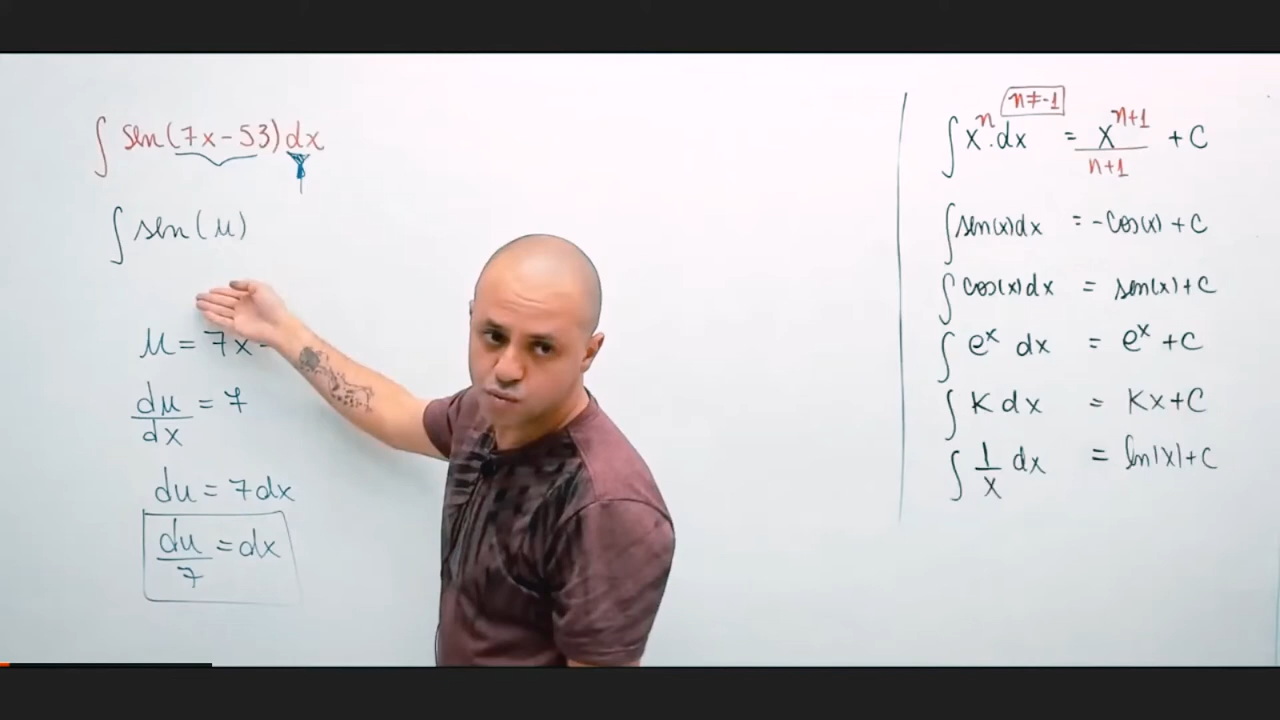 ∫ sen(7x-53)dx
∫ sen(u)
u = 7x-
du/dx = 7
du = 7dx
du/7 = dx
n≠-1
∫ xⁿ.dx = xⁿ⁺¹/n+1 + C
∫ sen(x)dx = -cos(x) + C
∫ cos(x)dx = sen(x) + C
∫ eˣ dx = eˣ + C
∫ K dx = Kx + C
∫ 1/x dx = ln|x| + C